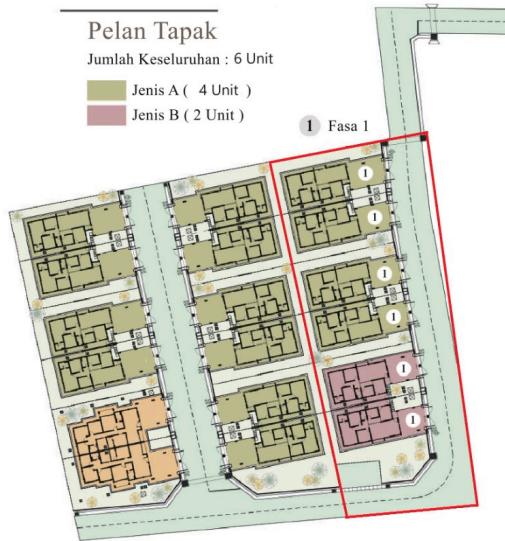 Pelan Tapak
Jumlah Keseluruhan : 6 Unit
Jenis A ( 4 Unit )
Jenis B ( 2 Unit )
1 Fasa 1
1
1
1
1
1
1